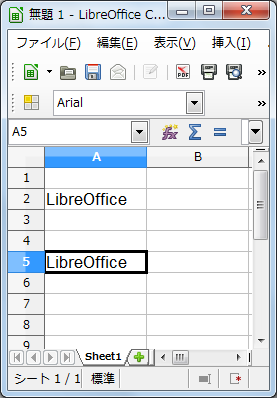 無題 1 - LibreOffice C...
ファイル(F) 編集(E) 表示(V) 挿入(I)
PDF
Arial
A5
A B
1
2 LibreOffice
3
4
5 LibreOffice
6
7
8
9
Sheet1
シート 1 / 1 標準